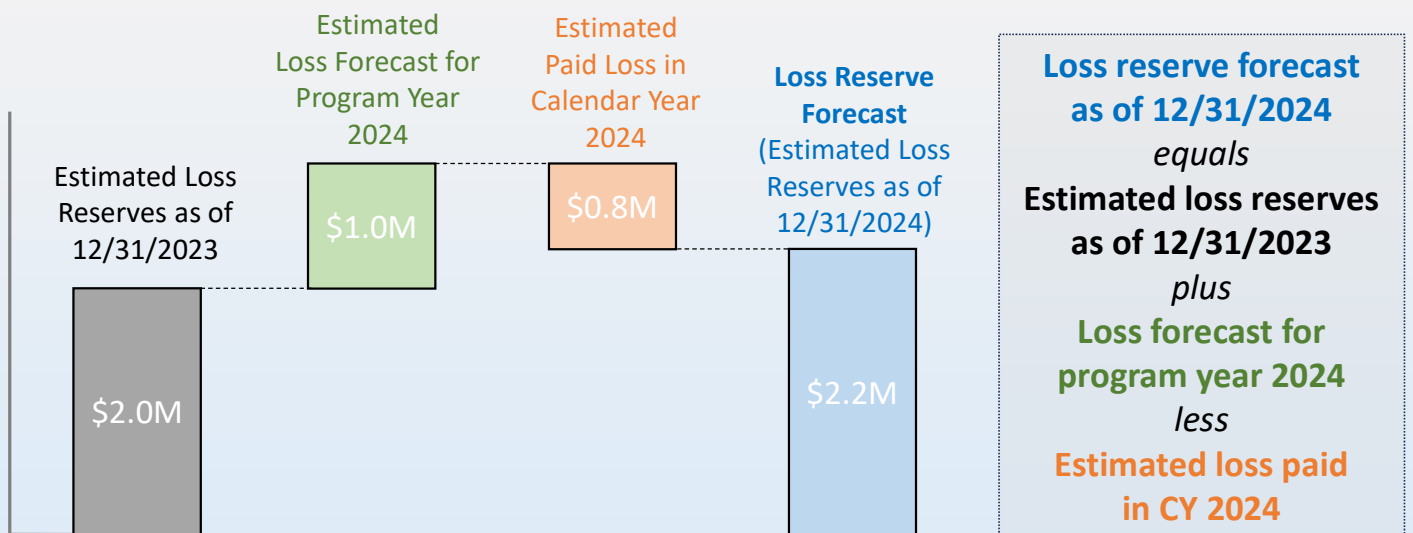 Estimated Loss
Reserves as of
12/31/2023
$2.0M
Estimated
Loss Forecast for
Program Year
2024
$1.0M
Estimated
Paid Loss in
Calendar Year
2024
$0.8M
Loss Reserve
Forecast
(Estimated Loss
Reserves as of
12/31/2024)
$2.2M
Loss reserve forecast
as of 12/31/2024
equals
Estimated loss reserves
as of 12/31/2023
plus
Loss forecast for
program year 2024
less
Estimated loss paid
in CY 2024